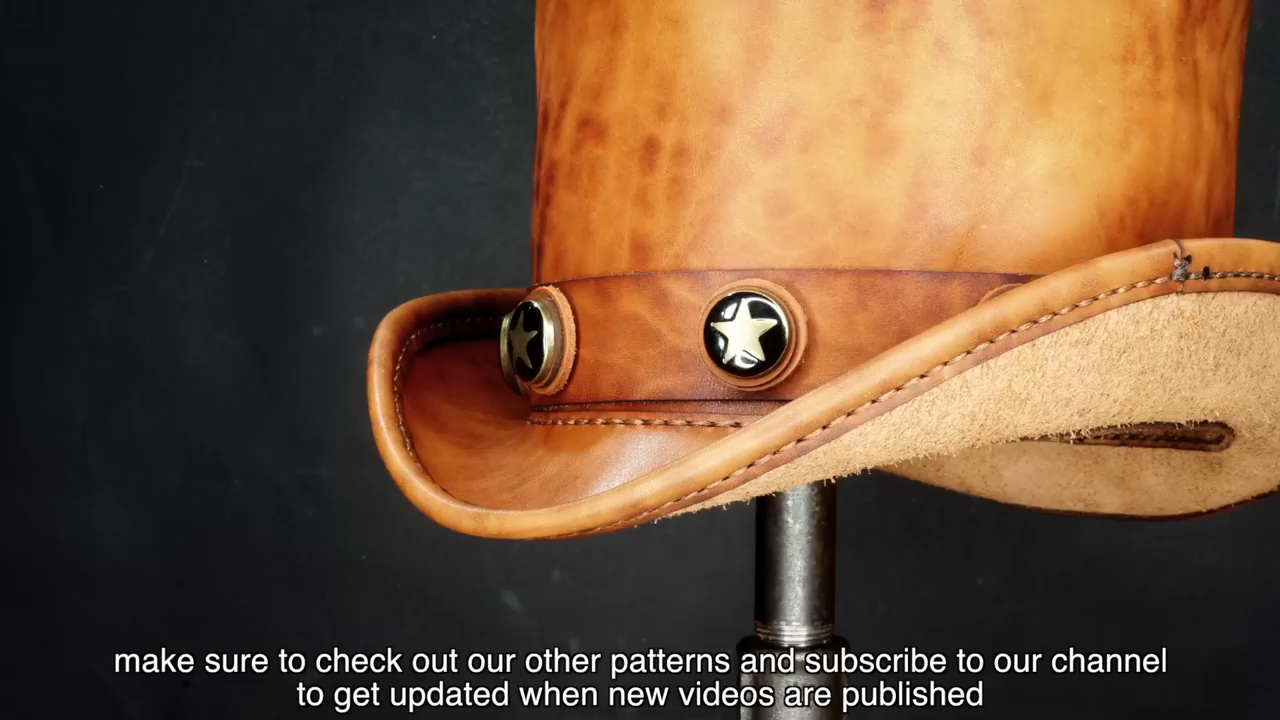 make sure to check out our other patterns and subscribe to our channel
to get updated when new videos are published